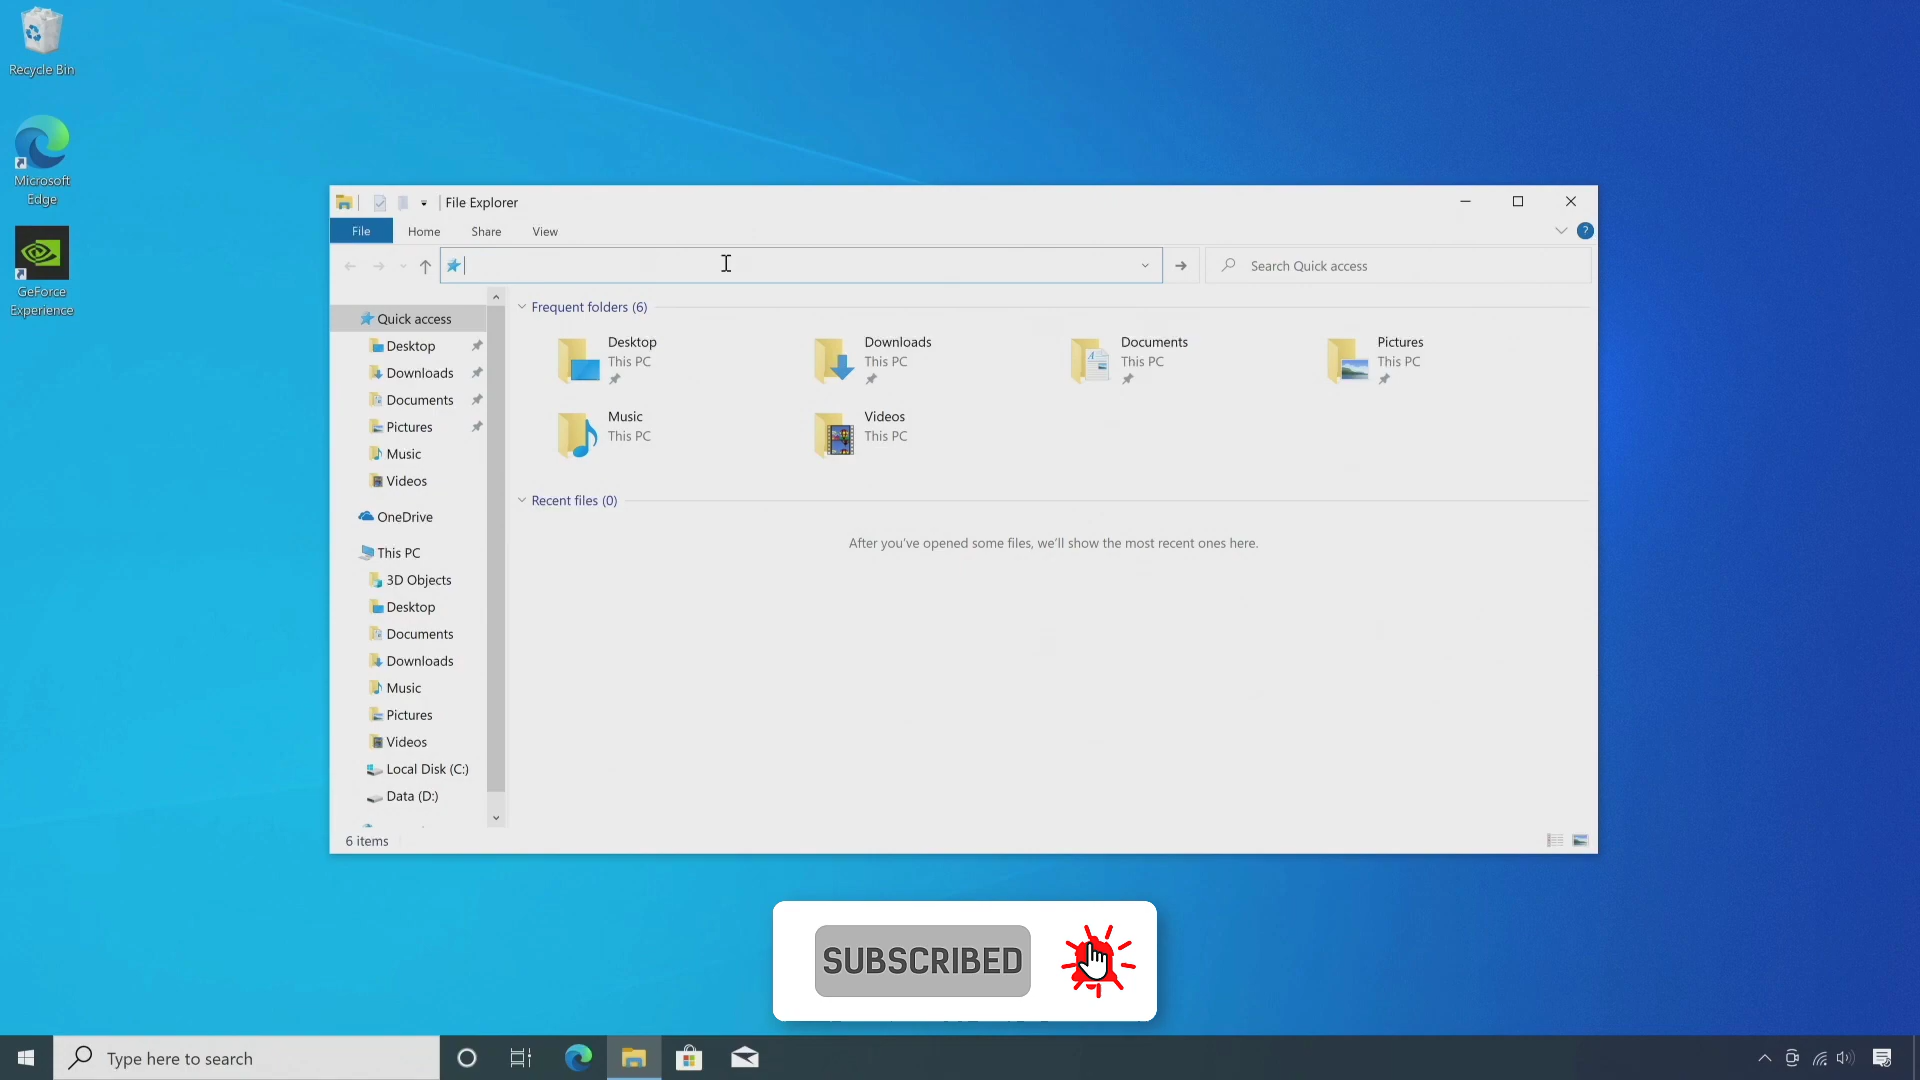 Recycle Bin
Microsoft
Edge
GeForce
Experience
File Explorer
File Home Share View
?
Search Quick access
Quick access
Desktop
Downloads
Documents
Pictures
Music
Videos
OneDrive
This PC
3D Objects
Desktop
Documents
Downloads
Music
Pictures
Videos
Local Disk (C:)
Data (D:)
Frequent folders (6)
Desktop
This PC
Downloads
This PC
Documents
This PC
Pictures
This PC
Music
This PC
Videos
This PC
Recent files (0)
After you've opened some files, we'll show the most recent ones here.
6 items
SUBSCRIBED
Type here to search